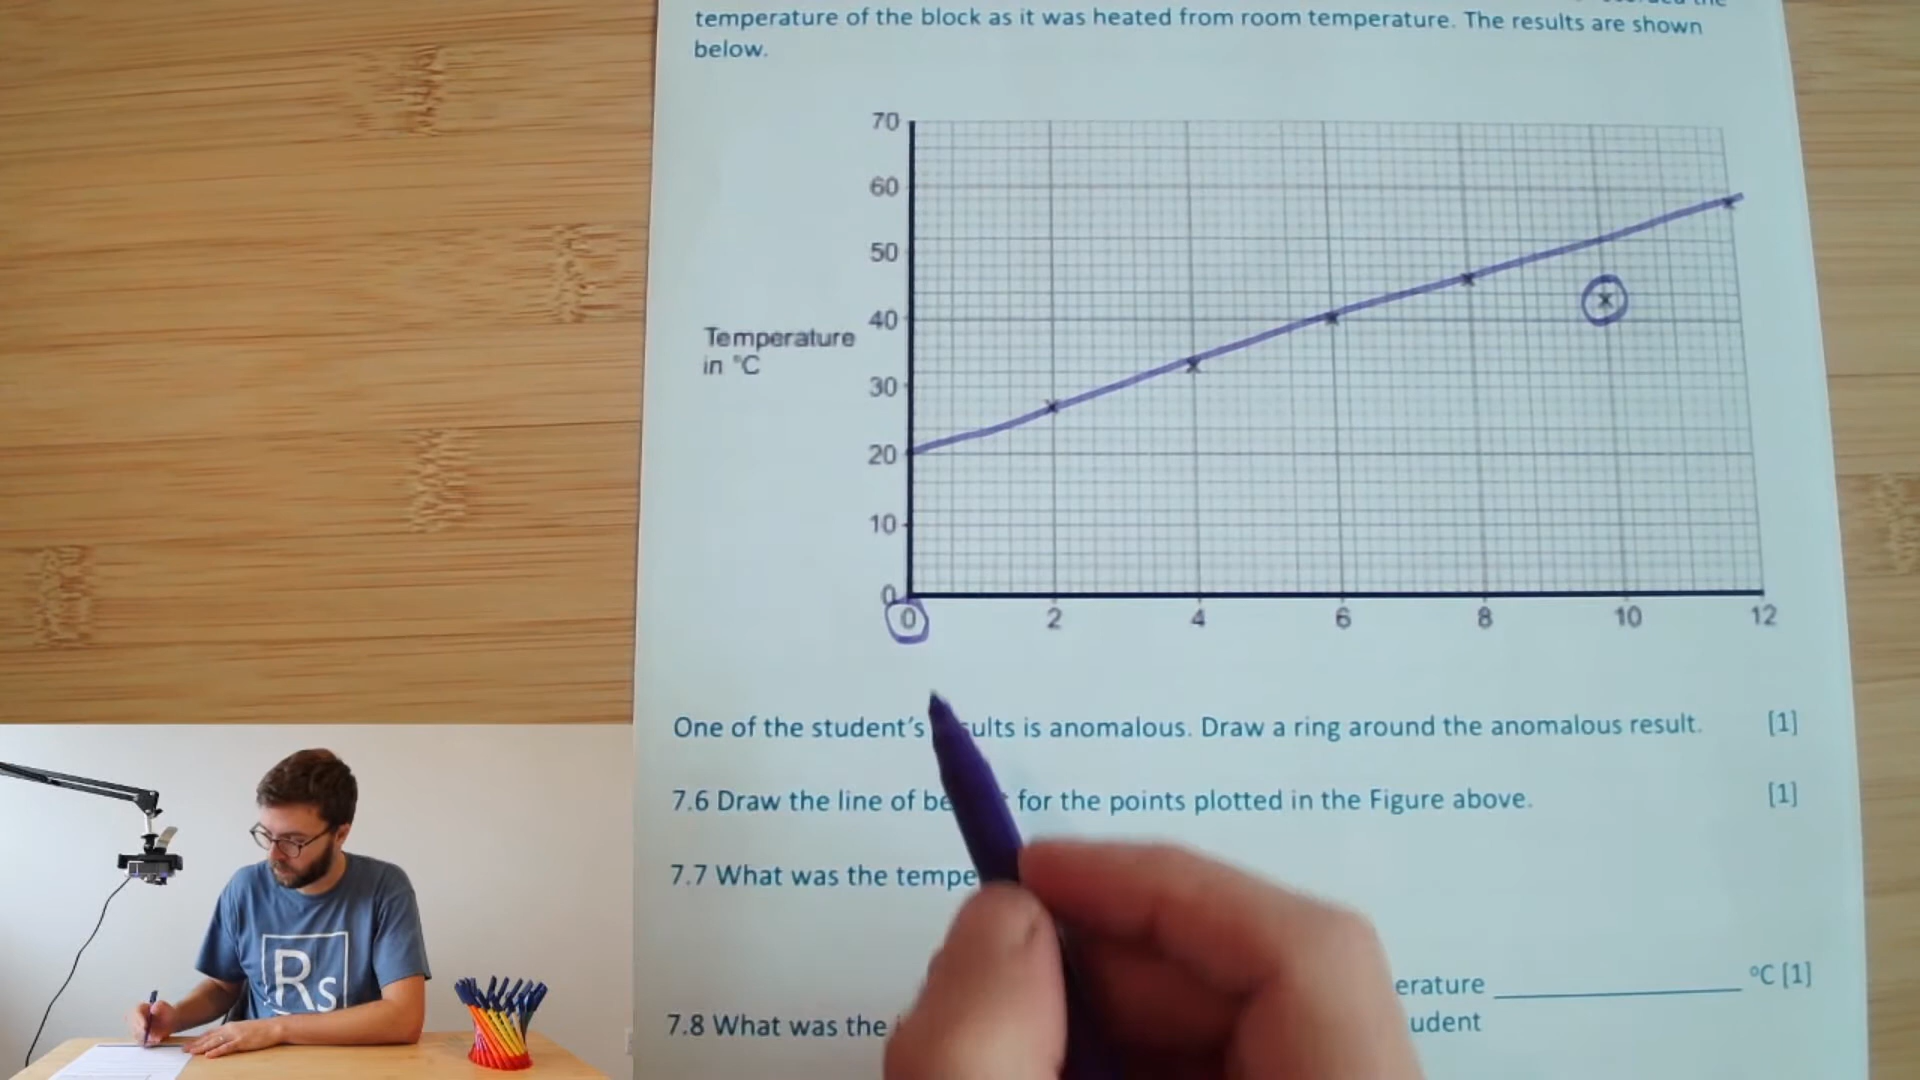 temperature of the block as it was heated from room temperature. The results are shown
below.
70
60
50
40
30
20
10
0
Temperature
in °C
0 2 4 6 8 10 12
One of the student's ults is anomalous. Draw a ring around the anomalous result. [1]
7.6 Draw the line of be for the points plotted in the Figure above. [1]
7.7 What was the tempe
erature °C [1]
7.8 What was the udent
Rs